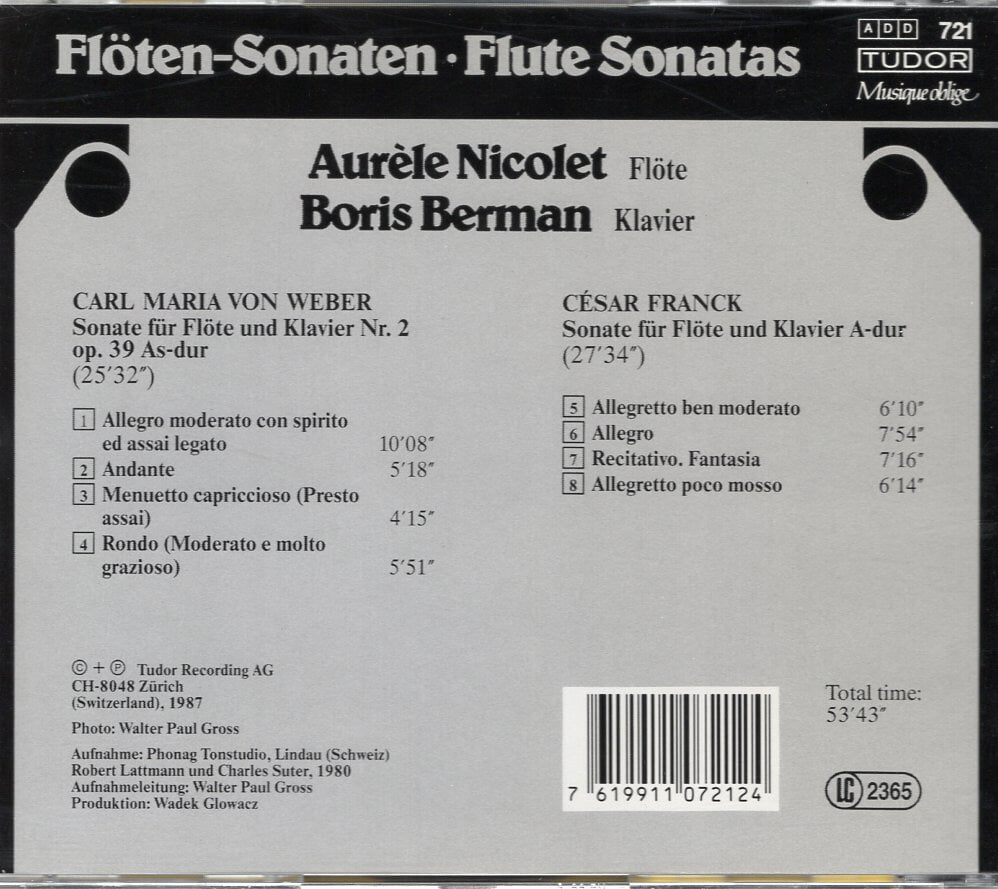 Flöten-Sonaten · Flute Sonatas
ADD 721
TUDOR
Musique oblige
Aurèle Nicolet Flöte
Boris Berman Klavier
CARL MARIA VON WEBER
Sonate für Flöte und Klavier Nr. 2
op. 39 As-dur
(25′32″)
1 Allegro moderato con spirito
ed assai legato 10′08″
2 Andante 5′18″
3 Menuetto capriccioso (Presto
assai) 4′15″
4 Rondo (Moderato e molto
grazioso) 5′51″
CÉSAR FRANCK
Sonate für Flöte und Klavier A-dur
(27′34″)
5 Allegretto ben moderato 6′10″
6 Allegro 7′54″
7 Recitativo. Fantasia 7′16″
8 Allegretto poco mosso 6′14″
© + ℗ Tudor Recording AG
CH-8048 Zürich
(Switzerland), 1987
Photo: Walter Paul Gross
Aufnahme: Phonag Tonstudio, Lindau (Schweiz)
Robert Lattmann und Charles Suter, 1980
Aufnahmeleitung: Walter Paul Gross
Produktion: Wadek Glowacz
7 619911 072124
Total time:
53′43″
LC 2365